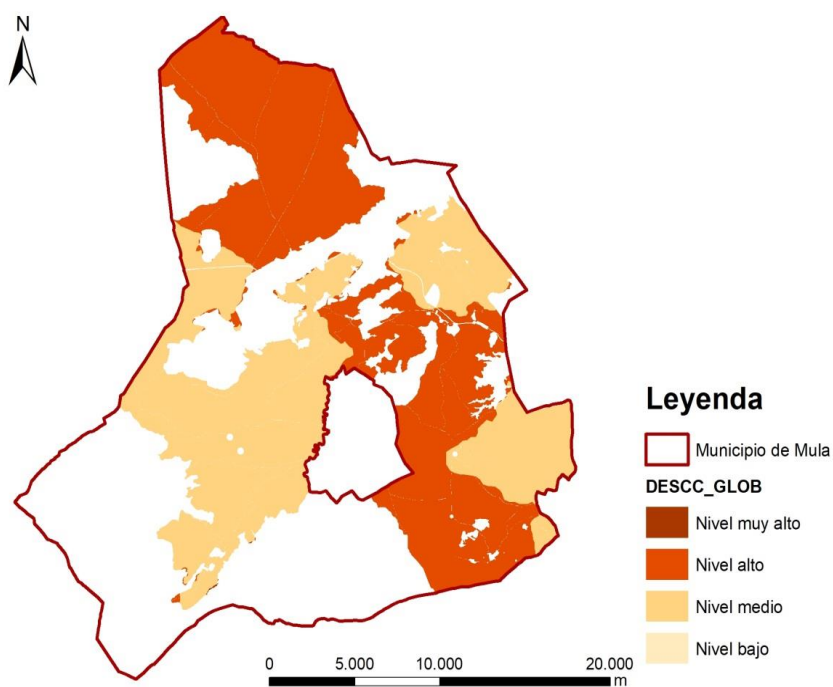 N
Leyenda
Municipio de Mula
DESCC_GLOB
Nivel muy alto
Nivel alto
Nivel medio
Nivel bajo
0 5.000 10.000 20.000
m